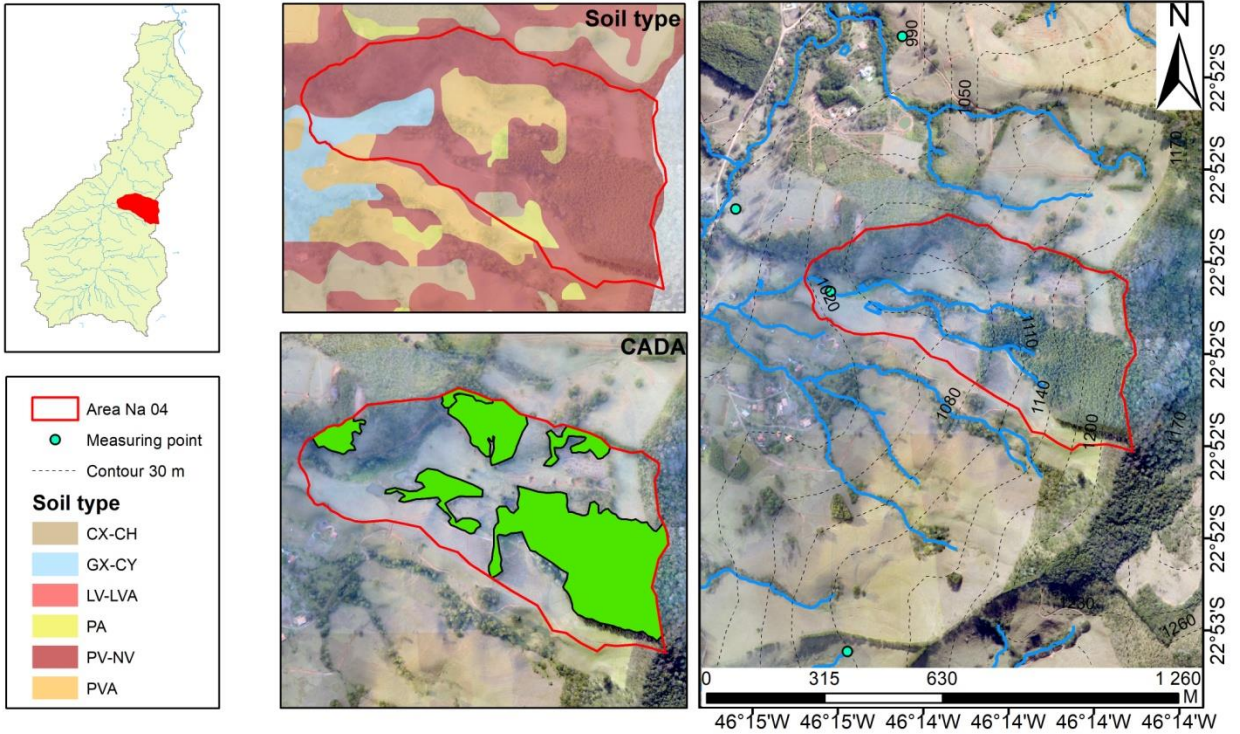 Soil type
CADA
Area Na 04
Measuring point
Contour 30 m
Soil type
CX-CH
GX-CY
LV-LVA
PA
PV-NV
PVA
N
990
1050
1170
1020
1110
1140
1080
1200
1170
1230
1260
22°52'S
22°52'S
22°52'S
22°52'S
22°52'S
22°52'S
22°53'S
0 315 630 1 260
M
46°15'W 46°15'W 46°14'W 46°14'W 46°14'W 46°14'W